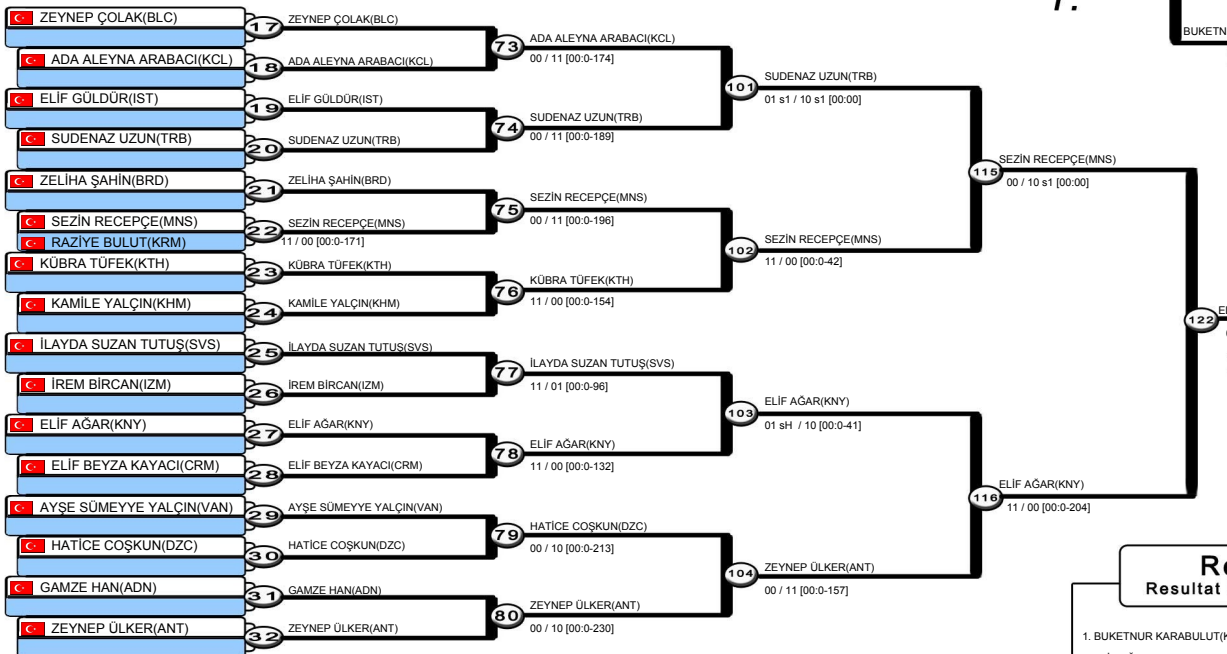 ZEYNEP ÇOLAK(BLC)
ADA ALEYNA ARABACI(KCL)
ELİF GÜLDÜR(IST)
SUDENAZ UZUN(TRB)
ZELİHA ŞAHİN(BRD)
SEZİN RECEPÇE(MNS)
RAZİYE BULUT(KRM)
KÜBRA TÜFEK(KTH)
KAMİLE YALÇIN(KHM)
İLAYDA SUZAN TUTUŞ(SVS)
İREM BİRCAN(IZM)
ELİF AĞAR(KNY)
ELİF BEYZA KAYACI(CRM)
AYŞE SÜMEYYE YALÇIN(VAN)
HATİCE COŞKUN(DZC)
GAMZE HAN(ADN)
ZEYNEP ÜLKER(ANT)
17 ZEYNEP ÇOLAK(BLC)
18 ADA ALEYNA ARABACI(KCL)
19 ELİF GÜLDÜR(IST)
20 SUDENAZ UZUN(TRB)
21 ZELİHA ŞAHİN(BRD)
22 SEZİN RECEPÇE(MNS)
11 / 00 [00:0-171]
23 KÜBRA TÜFEK(KTH)
24 KAMİLE YALÇIN(KHM)
25 İLAYDA SUZAN TUTUŞ(SVS)
26 İREM BİRCAN(IZM)
27 ELİF AĞAR(KNY)
28 ELİF BEYZA KAYACI(CRM)
29 AYŞE SÜMEYYE YALÇIN(VAN)
30 HATİCE COŞKUN(DZC)
31 GAMZE HAN(ADN)
32 ZEYNEP ÜLKER(ANT)
73 ADA ALEYNA ARABACI(KCL)
00 / 11 [00:0-174]
74 SUDENAZ UZUN(TRB)
00 / 11 [00:0-189]
75 SEZİN RECEPÇE(MNS)
00 / 11 [00:0-196]
76 KÜBRA TÜFEK(KTH)
11 / 00 [00:0-154]
77 İLAYDA SUZAN TUTUŞ(SVS)
11 / 01 [00:0-96]
78 ELİF AĞAR(KNY)
11 / 00 [00:0-132]
79 HATİCE COŞKUN(DZC)
00 / 10 [00:0-213]
80 ZEYNEP ÜLKER(ANT)
00 / 10 [00:0-230]
101 SUDENAZ UZUN(TRB)
01 s1 / 10 s1 [00:00]
102 SEZİN RECEPÇE(MNS)
11 / 00 [00:0-42]
103 ELİF AĞAR(KNY)
01 sH / 10 [00:0-41]
104 ZEYNEP ÜLKER(ANT)
00 / 11 [00:0-157]
115 SEZİN RECEPÇE(MNS)
00 / 10 s1 [00:00]
116 ELİF AĞAR(KNY)
11 / 00 [00:0-204]
122
BUKETN
Resultat
1. BUKETNUR KARABULUT(